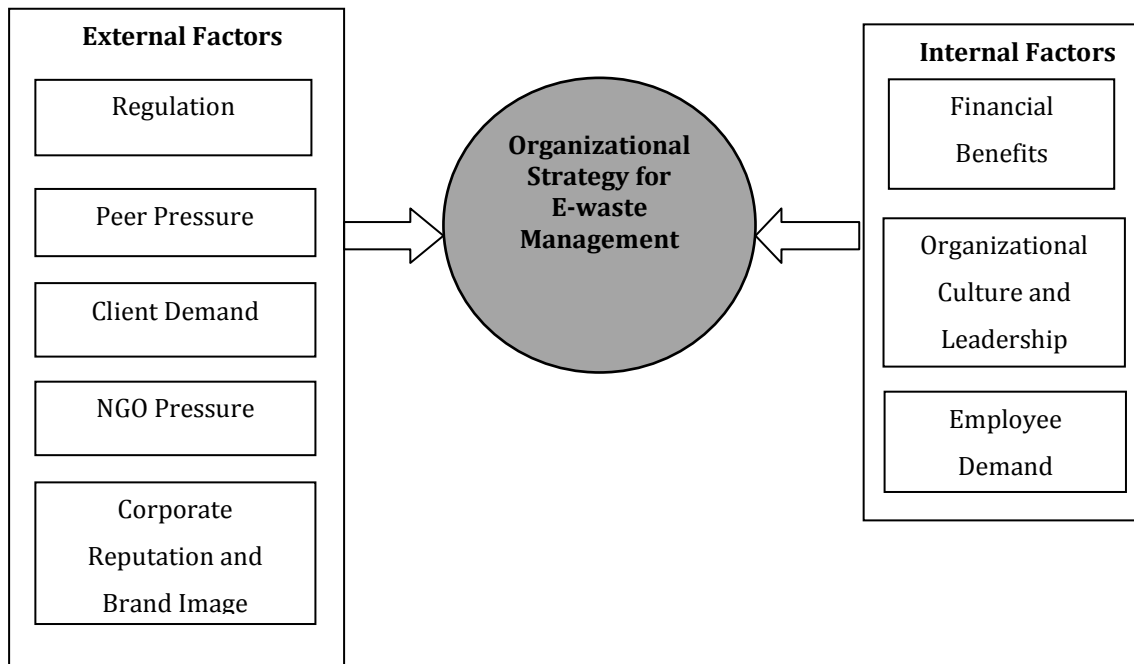 External Factors
Regulation
Peer Pressure
Client Demand
NGO Pressure
Corporate
Reputation and
Brand Image
Organizational
Strategy for
E-waste
Management
Internal Factors
Financial
Benefits
Organizational
Culture and
Leadership
Employee
Demand